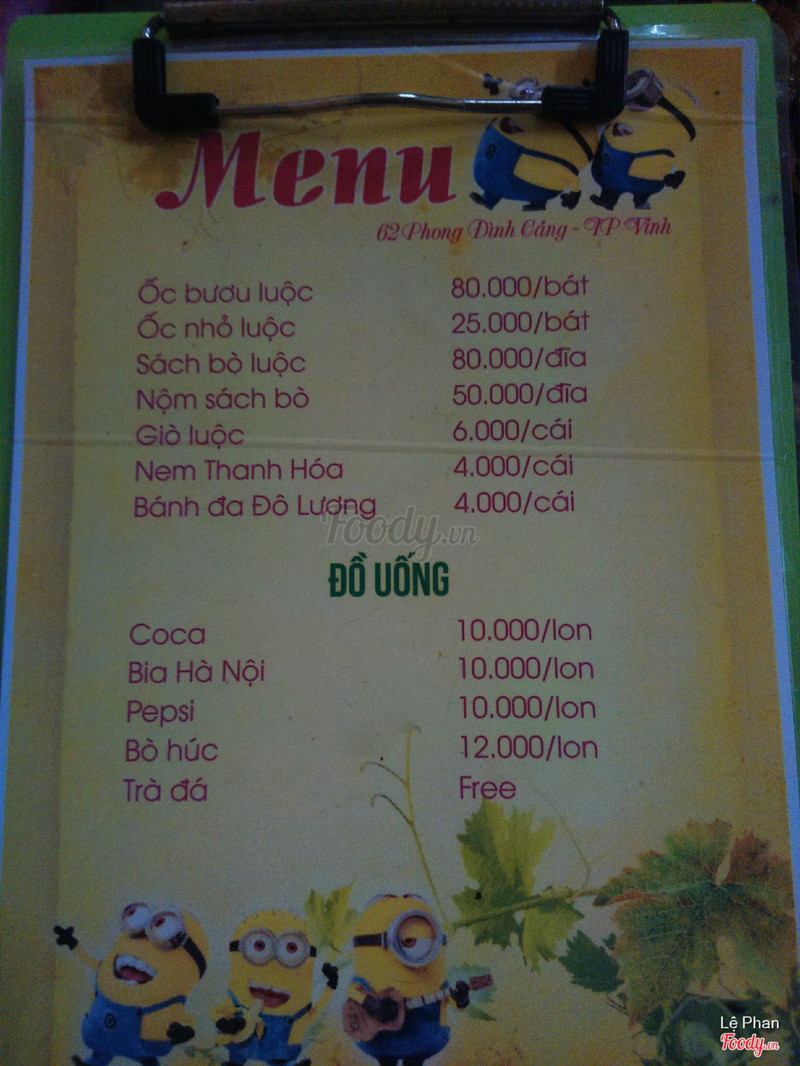 Menu
62 Phong Đình Cảng - TP Vinh
Ốc bươu luộc 80.000/bát
Ốc nhỏ luộc 25.000/bát
Sách bò luộc 80.000/đĩa
Nộm sách bò 50.000/đĩa
Giò luộc 6.000/cái
Nem Thanh Hóa 4.000/cái
Bánh đa Đô Lương 4.000/cái
Foody.vn
ĐỒ UỐNG
Coca 10.000/lon
Bia Hà Nội 10.000/lon
Pepsi 10.000/lon
Bò húc 12.000/lon
Trà đá Free
Lệ Phan
Foody.vn